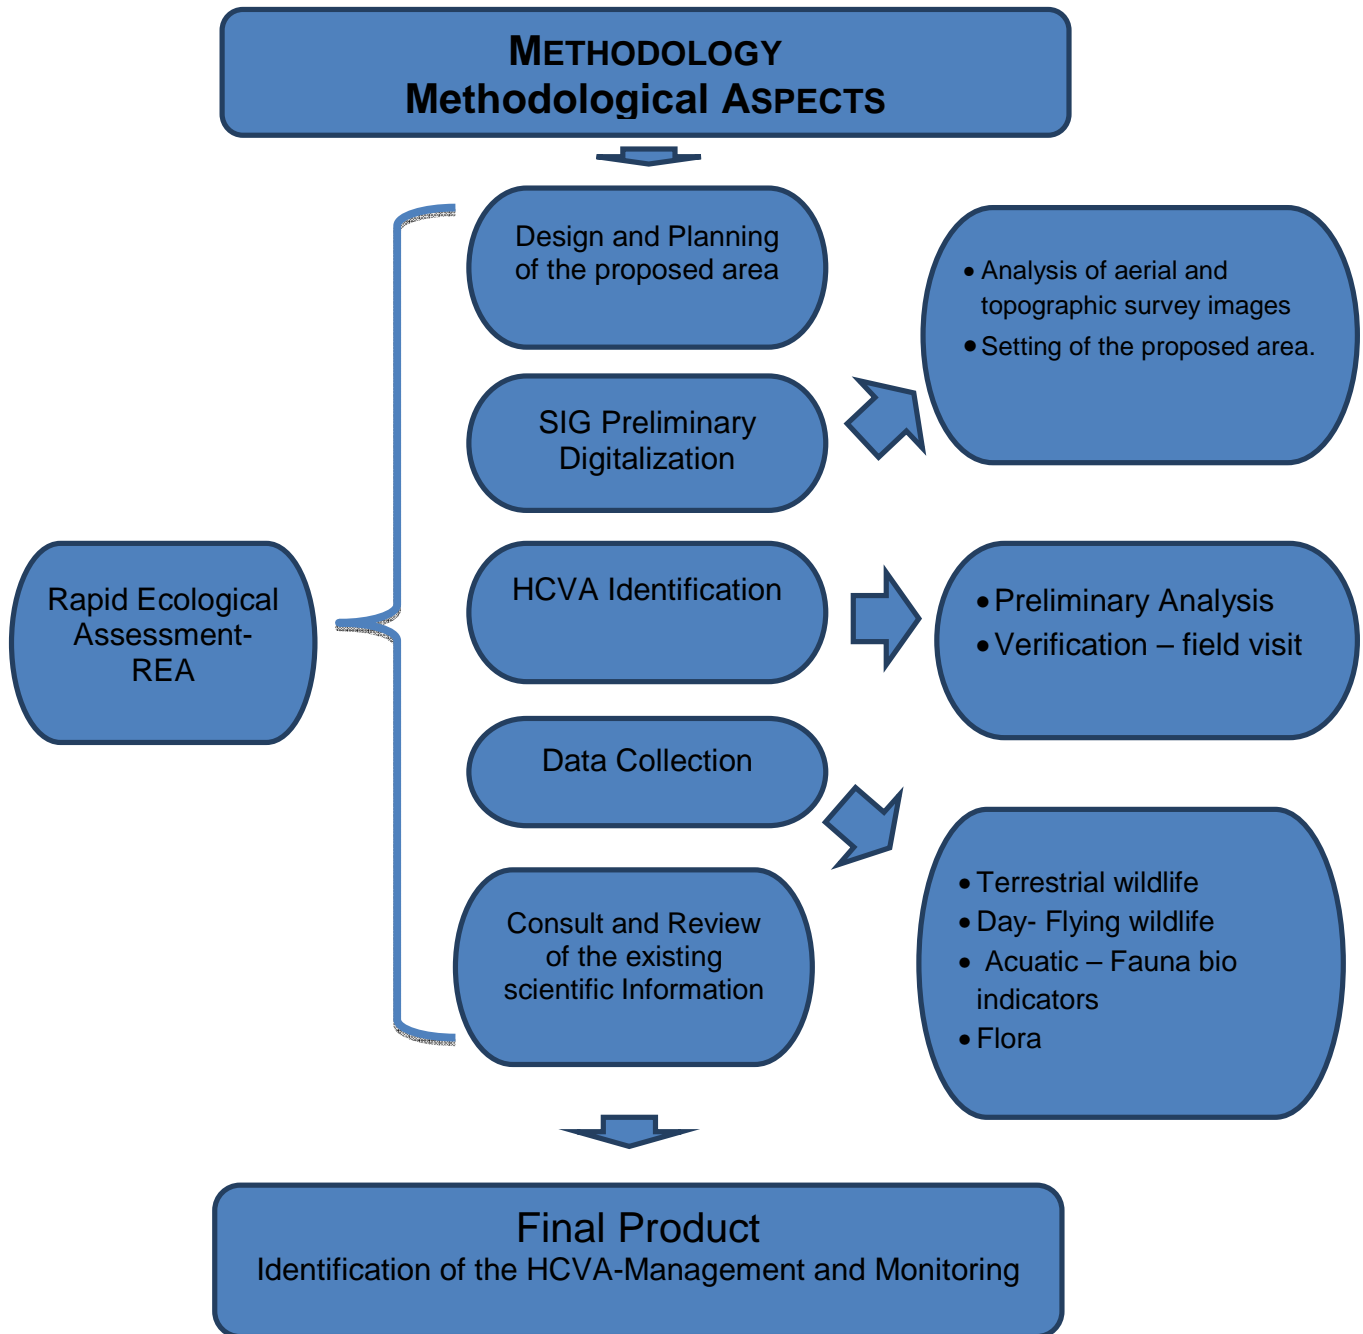 METHODOLOGY
Methodological ASPECTS
Design and Planning
of the proposed area
• Analysis of aerial and
topographic survey images
• Setting of the proposed area.
SIG Preliminary
Digitalization
Rapid Ecological
Assessment-
REA
HCVA Identification
• Preliminary Analysis
• Verification – field visit
Data Collection
• Terrestrial wildlife
• Day- Flying wildlife
• Acuatic – Fauna bio
indicators
• Flora
Consult and Review
of the existing
scientific Information
Final Product
Identification of the HCVA-Management and Monitoring